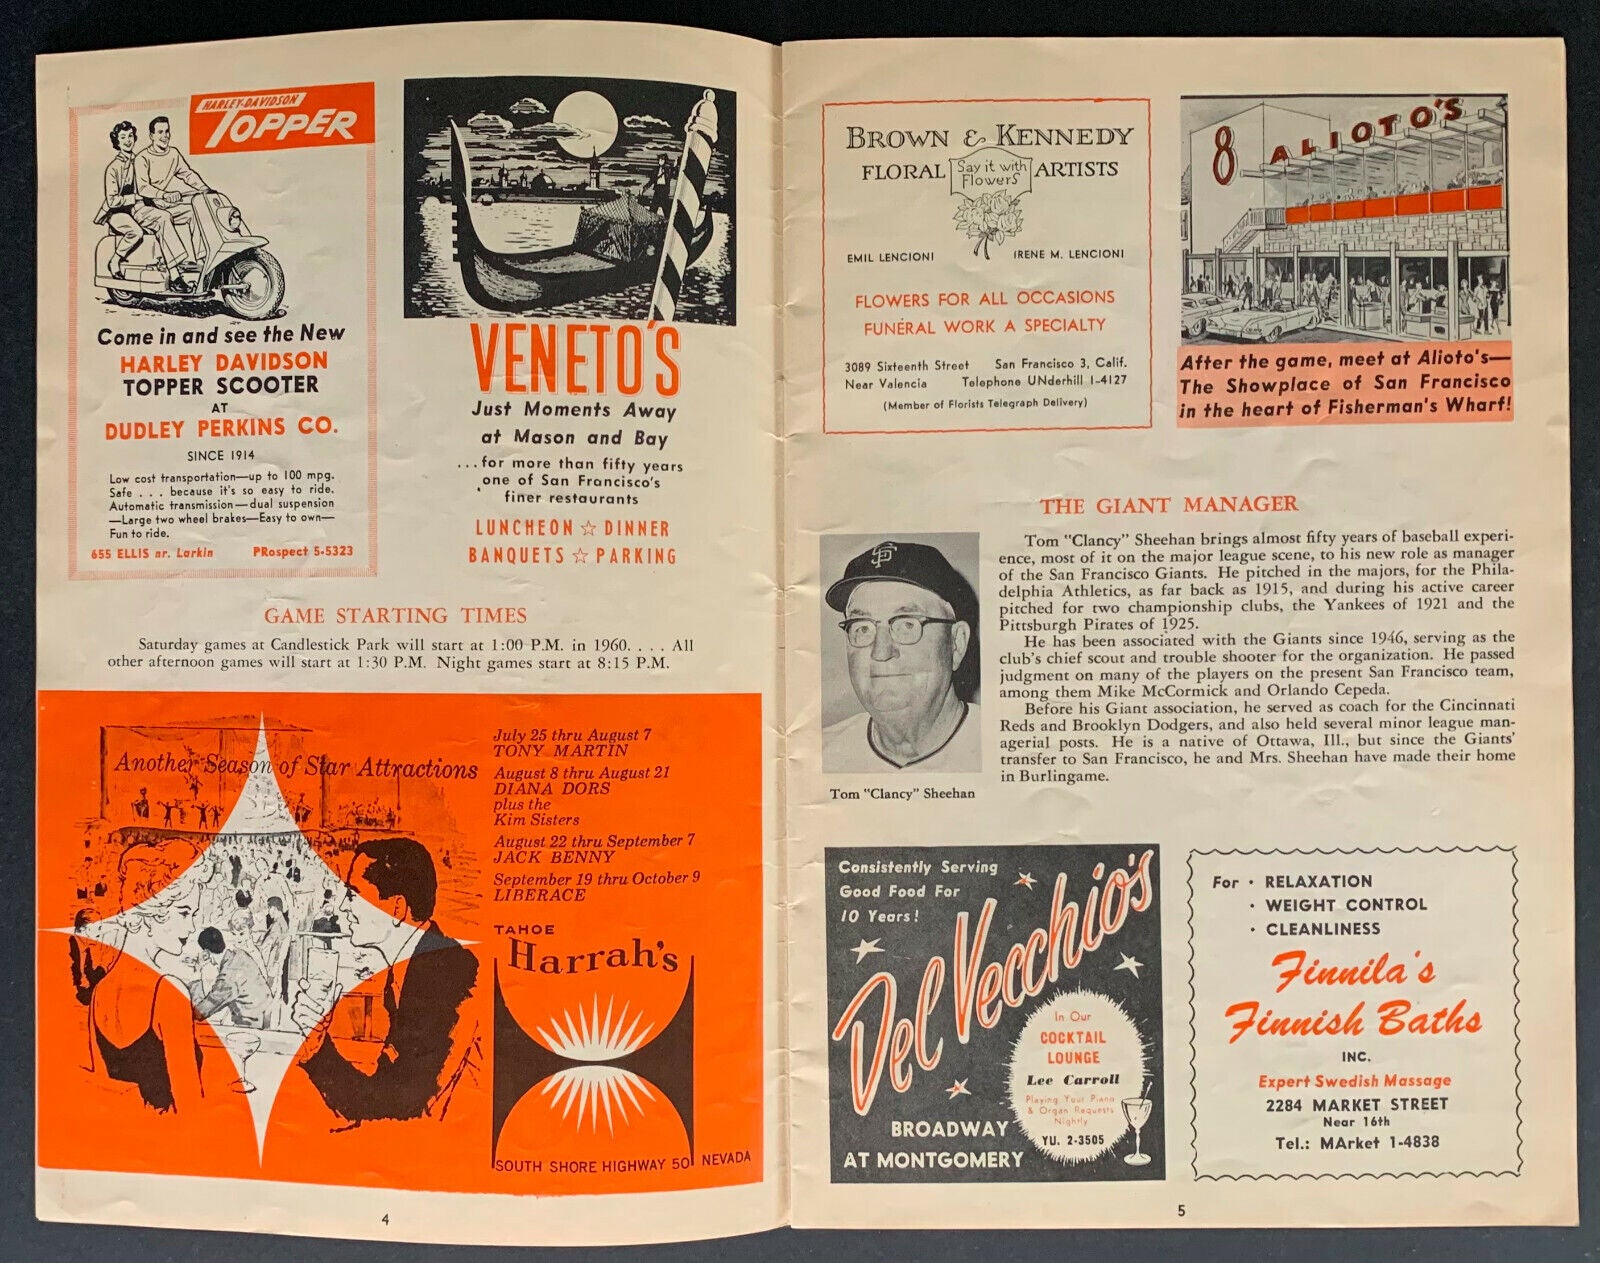 HARLEY-DAVIDSON
TOPPER
Come in and see the New
HARLEY DAVIDSON
TOPPER SCOOTER
AT
DUDLEY PERKINS CO.
SINCE 1914
Low cost transportation—up to 100 mpg.
Safe . . . because it's so easy to ride.
Automatic transmission—dual suspension
—Large two wheel brakes—Easy to own—
Fun to ride.
655 ELLIS nr. Larkin PRospect 5-5323
VENETO'S
Just Moments Away
at Mason and Bay
...for more than fifty years
one of San Francisco's
finer restaurants
LUNCHEON ☆ DINNER
BANQUETS ☆ PARKING
GAME STARTING TIMES
Saturday games at Candlestick Park will start at 1:00 P.M. in 1960. . . . All
other afternoon games will start at 1:30 P.M. Night games start at 8:15 P.M.
Another Season of Star Attractions
July 25 thru August 7
TONY MARTIN
August 8 thru August 21
DIANA DORS
plus the
Kim Sisters
August 22 thru September 7
JACK BENNY
September 19 thru October 9
LIBERACE
TAHOE
Harrah's
SOUTH SHORE HIGHWAY 50 NEVADA
4
BROWN & KENNEDY
FLORAL Say it with Flowers ARTISTS
EMIL LENCIONI IRENE M. LENCIONI
FLOWERS FOR ALL OCCASIONS
FUNERAL WORK A SPECIALTY
3089 Sixteenth Street San Francisco 3, Calif.
Near Valencia Telephone UNderhill 1-4127
(Member of Florists Telegraph Delivery)
8 ALIOTO'S
After the game, meet at Alioto's—
The Showplace of San Francisco
in the heart of Fisherman's Wharf!
THE GIANT MANAGER
SF
Tom "Clancy" Sheehan
Tom "Clancy" Sheehan brings almost fifty years of baseball experi-
ence, most of it on the major league scene, to his new role as manager
of the San Francisco Giants. He pitched in the majors, for the Phila-
delphia Athletics, as far back as 1915, and during his active career
pitched for two championship clubs, the Yankees of 1921 and the
Pittsburgh Pirates of 1925.
He has been associated with the Giants since 1946, serving as the
club's chief scout and trouble shooter for the organization. He passed
judgment on many of the players on the present San Francisco team,
among them Mike McCormick and Orlando Cepeda.
Before his Giant association, he served as coach for the Cincinnati
Reds and Brooklyn Dodgers, and also held several minor league man-
agerial posts. He is a native of Ottawa, Ill., but since the Giants'
transfer to San Francisco, he and Mrs. Sheehan have made their home
in Burlingame.
Consistently Serving
Good Food For
10 Years!
Del Vecchio's
In Our
COCKTAIL
LOUNGE
Lee Carroll
Playing Your Piano
& Organ Requests
Nightly
YU. 2-3505
BROADWAY
AT MONTGOMERY
For • RELAXATION
• WEIGHT CONTROL
• CLEANLINESS
Finnila's
Finnish Baths
INC.
Expert Swedish Massage
2284 MARKET STREET
Near 16th
Tel.: MArket 1-4838
5